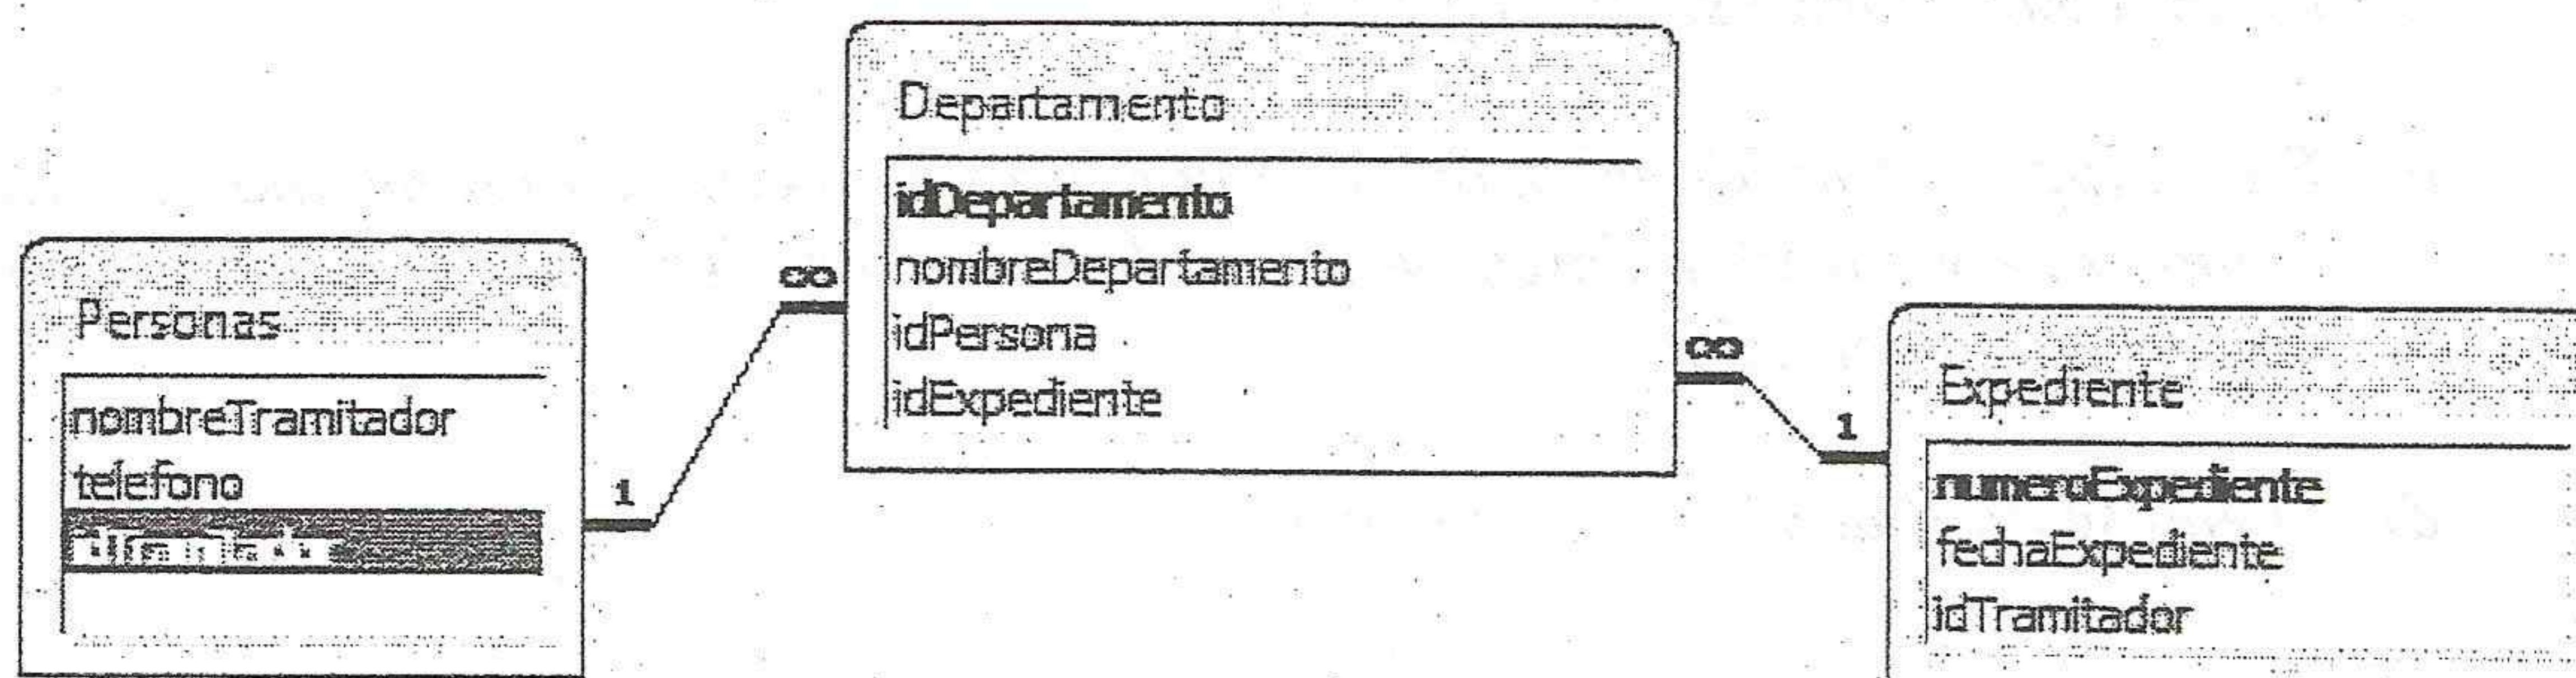 Departamento
idDepartamento
nombreDepartamento
idPersona
idExpediente
∞
∞
Personas
nombreTramitador
telefono
1
1
Expediente
numeroExpediente
fechaExpediente
idTramitador